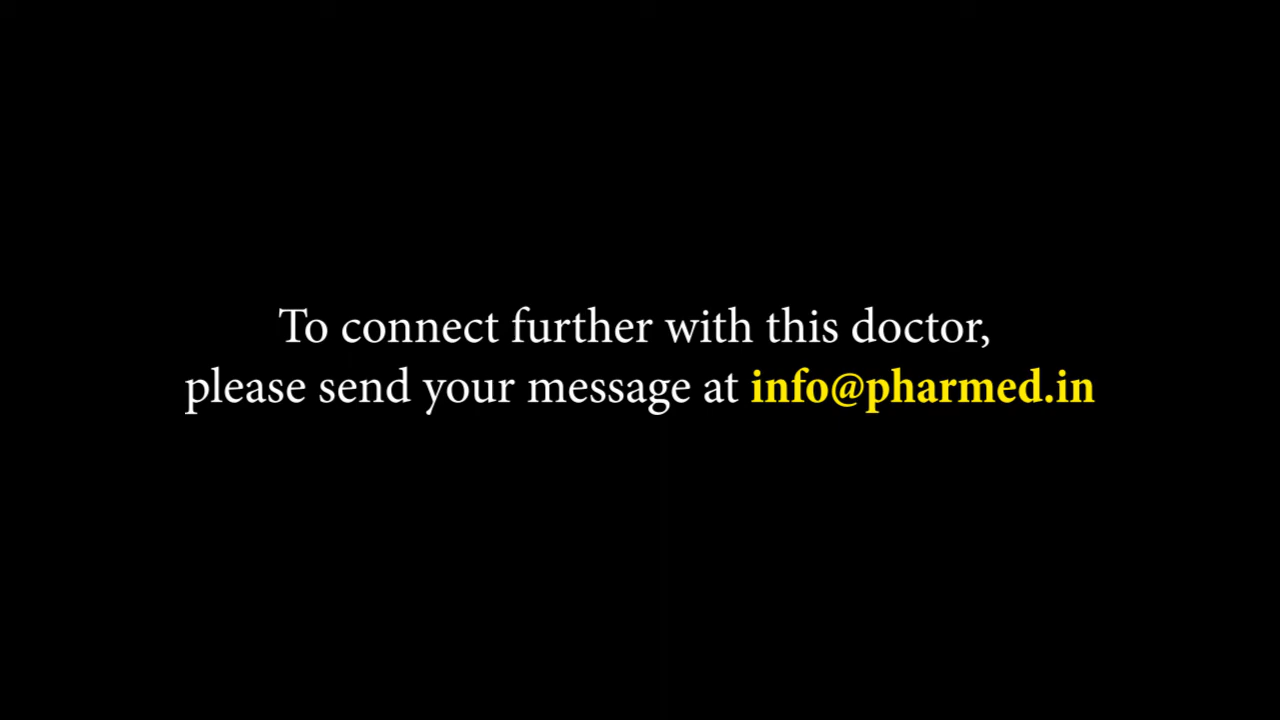 To connect further with this doctor,
please send your message at info@pharmed.in